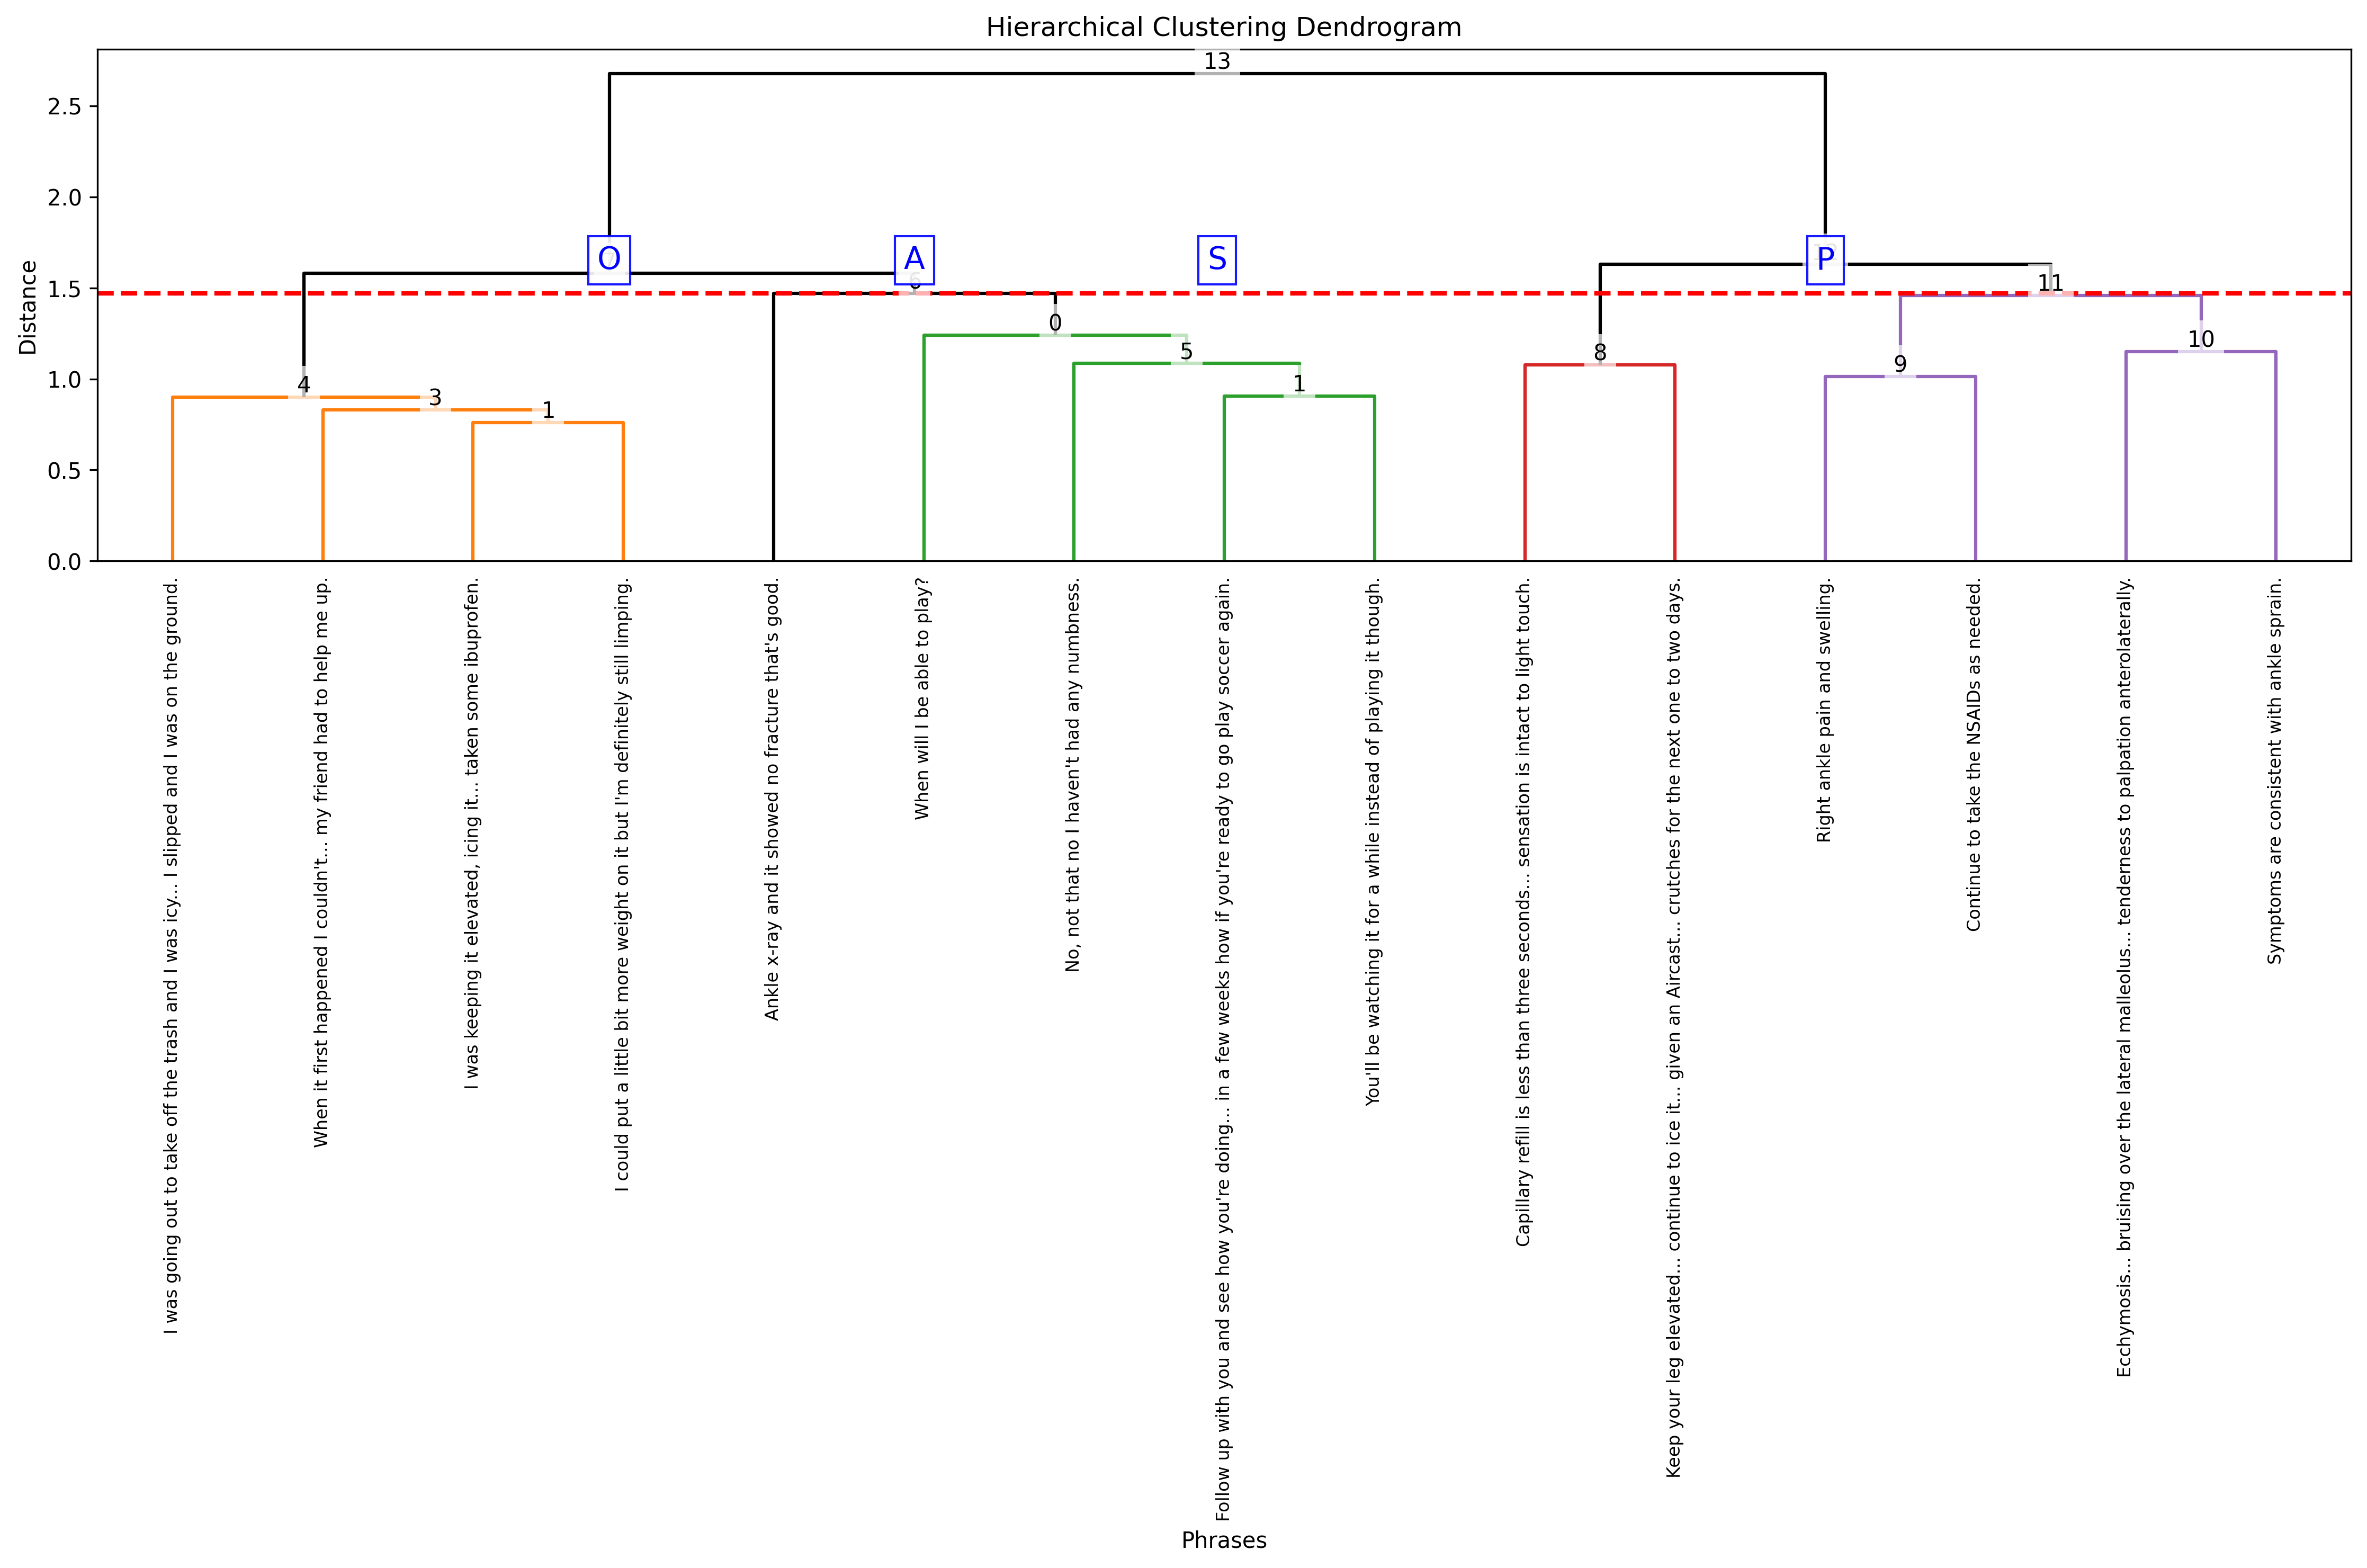 Hierarchical Clustering Dendrogram
Distance
2.5
2.0
1.5
1.0
0.5
0.0
13
O
A
S
P
7
6
11
0
10
5
8
9
4
3
1
1
I was going out to take off the trash and I was icy... I slipped and I was on the ground.
When it first happened I couldn't... my friend had to help me up.
I was keeping it elevated, icing it... taken some ibuprofen.
I could put a little bit more weight on it but I'm definitely still limping.
Ankle x-ray and it showed no fracture that's good.
When will I be able to play?
No, not that no I haven't had any numbness.
Follow up with you and see how you're doing... in a few weeks how if you're ready to go play soccer again.
You'll be watching it for a while instead of playing it though.
Capillary refill is less than three seconds... sensation is intact to light touch.
Keep your leg elevated... continue to ice it... given an Aircast... crutches for the next one to two days.
Right ankle pain and swelling.
Continue to take the NSAIDs as needed.
Ecchymosis... bruising over the lateral malleolus... tenderness to palpation anterolaterally.
Symptoms are consistent with ankle sprain.
Phrases